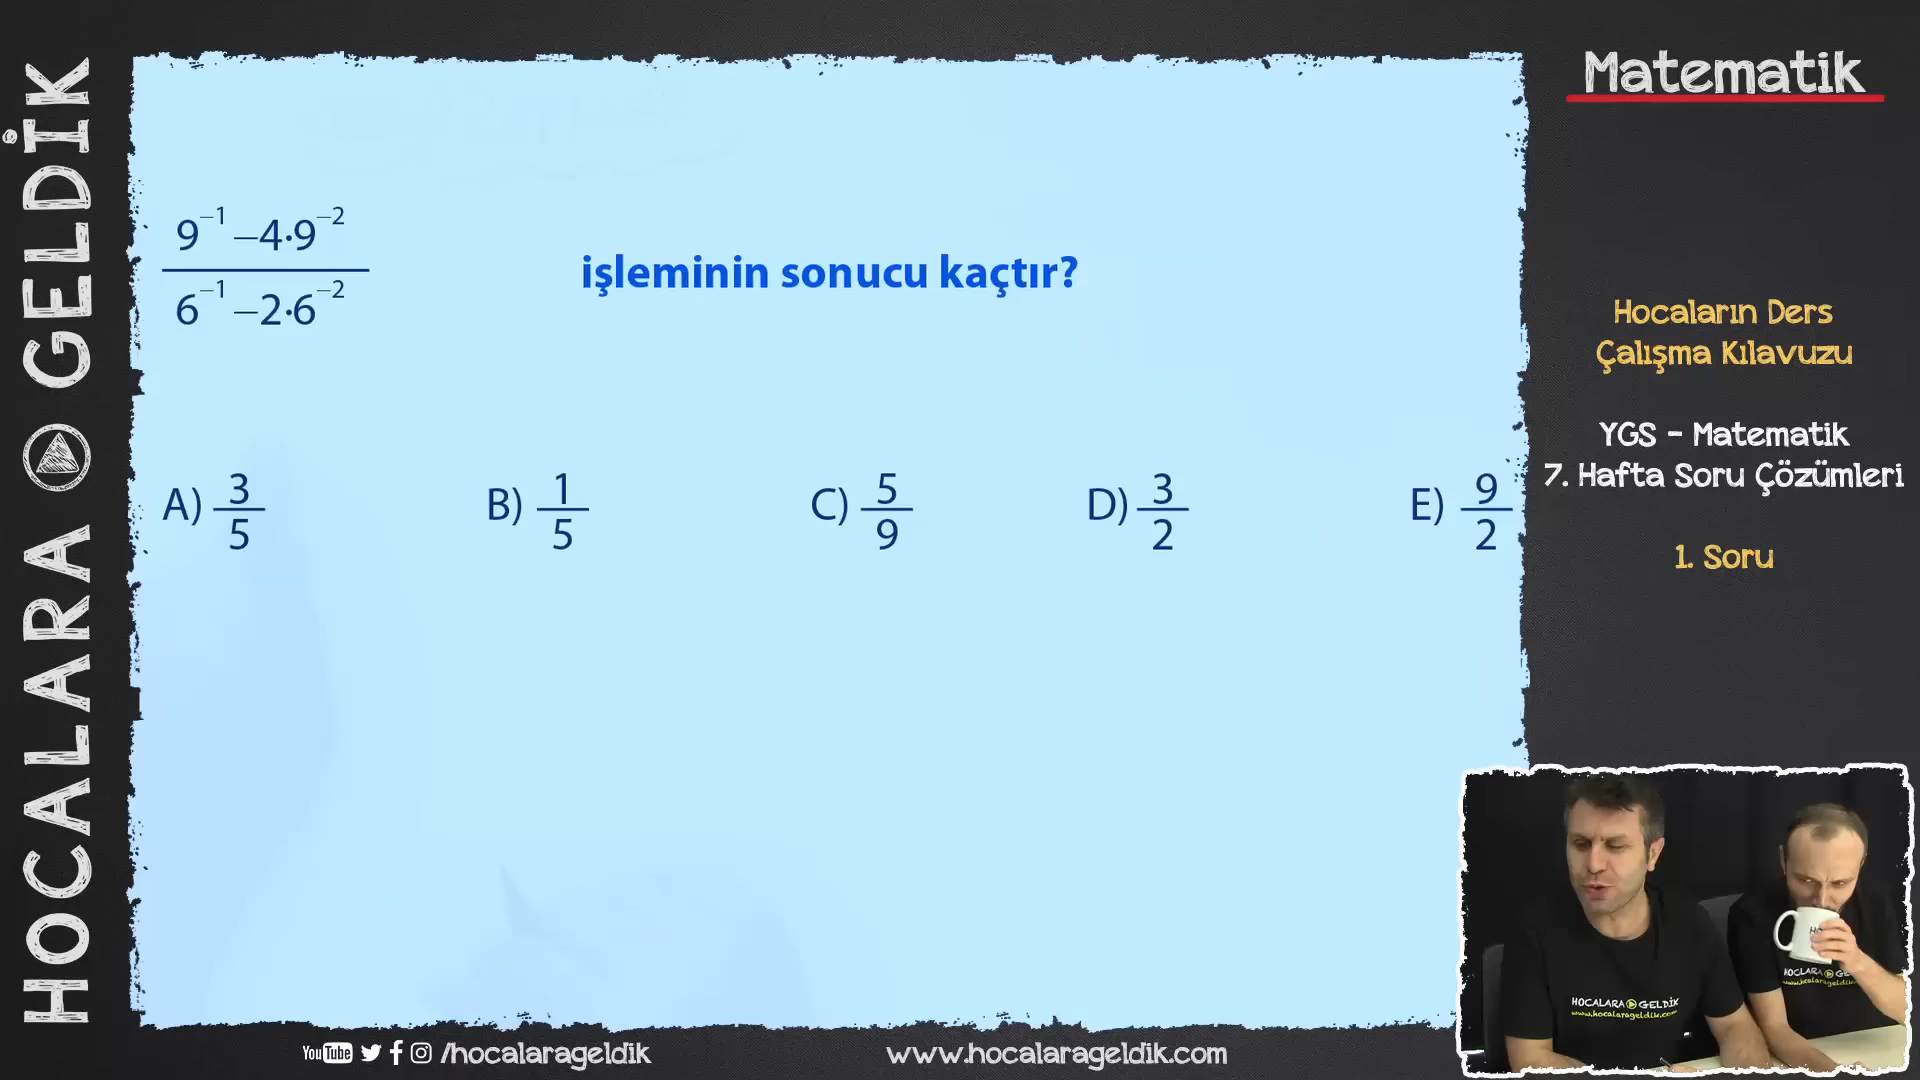 HOCALARA GELDİK
Matematik
9⁻¹ –4·9⁻²
6⁻¹ –2·6⁻²
işleminin sonucu kaçtır?
A) 3/5 B) 1/5 C) 5/9 D) 3/2 E) 9/2
Hocaların Ders
Çalışma Kılavuzu
YGS - Matematik
7. Hafta Soru Çözümleri
1. Soru
HOCALARA GELDİK
www.hocalarageldik.com
YouTube /hocalarageldik
www.hocalarageldik.com